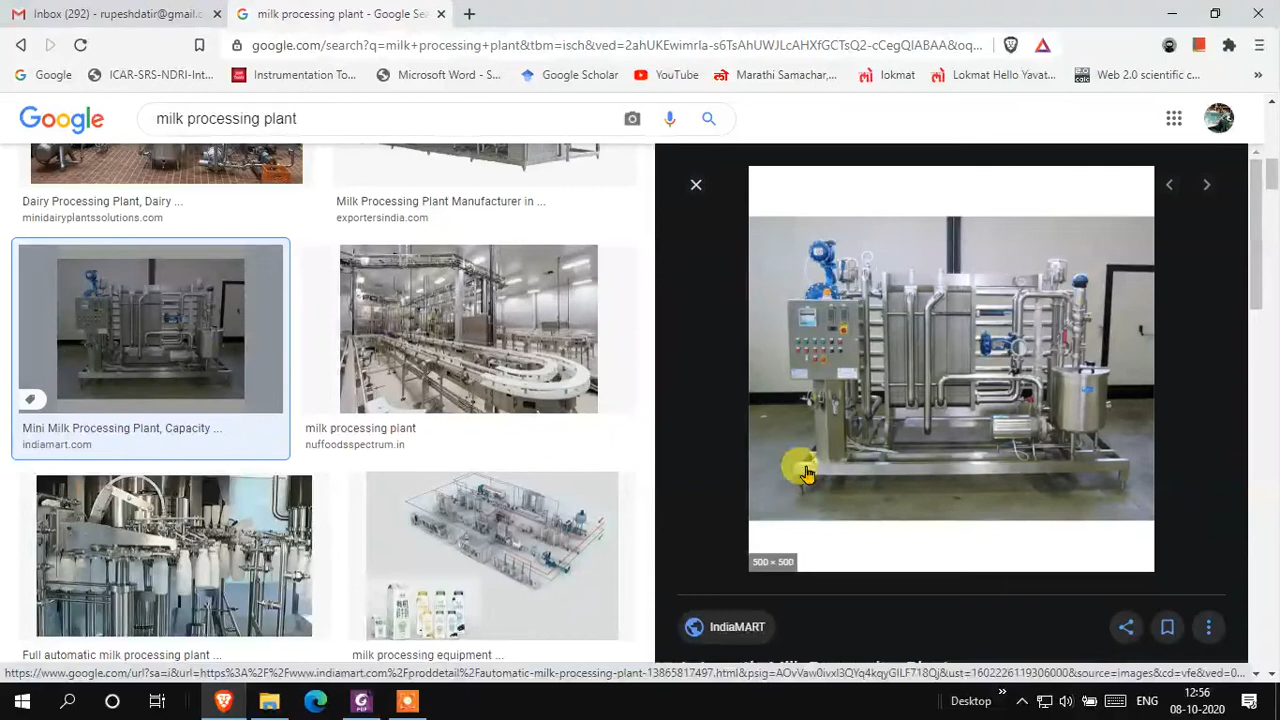 Inbox (292) - rupeshdatir@gmail.c
milk processing plant - Google Sea
google.com/search?q=milk+processing+plant&tbm=isch&ved=2ahUKEwimrIa-s6TsAhUWJLcAHXfGCTsQ2-cCegQIABAA&oq...
Google
ICAR-SRS-NDRI-Int...
Instrumentation To...
Microsoft Word - S...
Google Scholar
YouTube
Marathi Samachar,...
lokmat
Lokmat Hello Yavat...
Web 2.0 scientific c...
Google
milk processing plant
Dairy Processing Plant, Dairy ...
minidairyplantssolutions.com
Milk Processing Plant Manufacturer in ...
exportersindia.com
Mini Milk Processing Plant, Capacity ...
indiamart.com
milk processing plant
nuffoodsspectrum.in
Full automatic milk processing plant ...
milk processing equipment ...
500 × 500
IndiaMART
https://www.google.com/url?sa=i&url=https%3A%2F%2Fwww.indiamart.com%2Fproddetail%2Fautomatic-milk-processing-plant-13865817497.html&psig=AOvVaw0ivxl3QYq4kqyGILF718Qj&ust=1602226119306000&source=images&cd=vfe&ved=0...
Desktop
ENG
12:56
08-10-2020